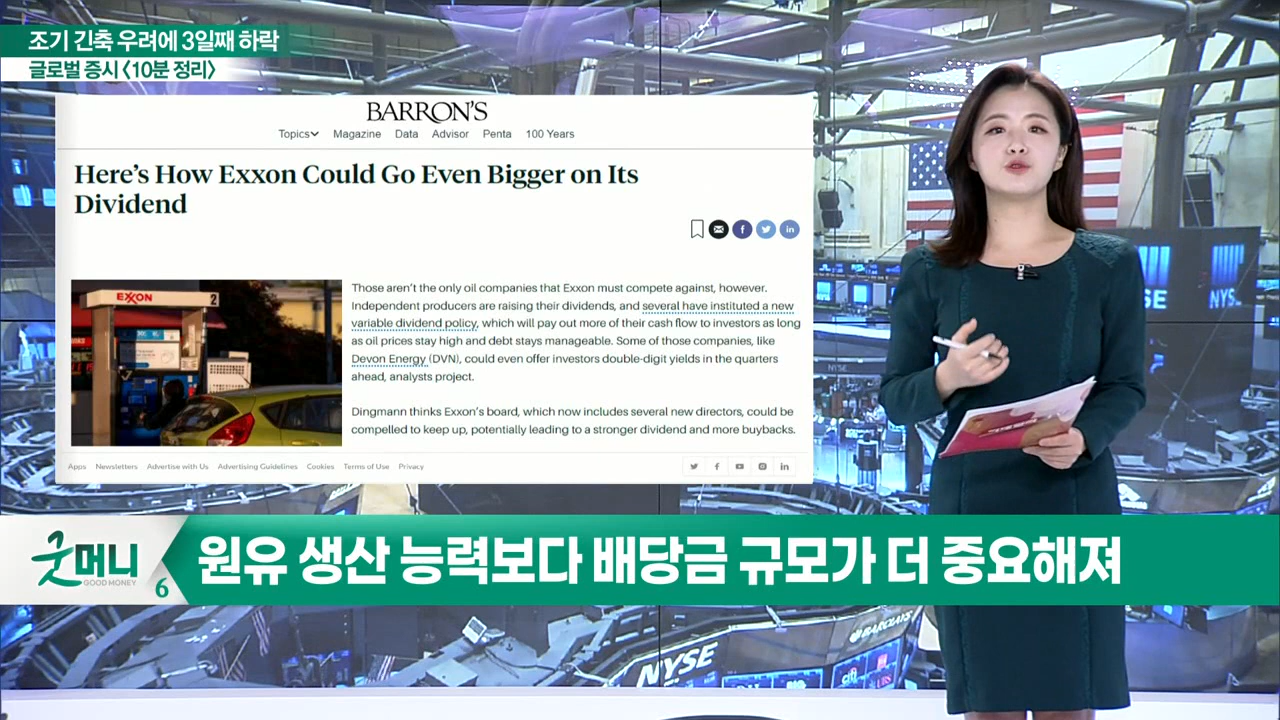 조기 긴축 우려에 3일째 하락
글로벌 증시 <10분 정리>
BARRON'S
Topics Magazine Data Advisor Penta 100 Years
Here's How Exxon Could Go Even Bigger on Its
Dividend
EXXON 2
Those aren't the only oil companies that Exxon must compete against, however.
Independent producers are raising their dividends, and several have instituted a new
variable dividend policy, which will pay out more of their cash flow to investors as long
as oil prices stay high and debt stays manageable. Some of those companies, like
Devon Energy (DVN), could even offer investors double-digit yields in the quarters
ahead, analysts project.
Dingmann thinks Exxon's board, which now includes several new directors, could be
compelled to keep up, potentially leading to a stronger dividend and more buybacks.
Apps Newsletters Advertise with Us Advertising Guidelines Cookies Terms of Use Privacy
NYSE
NYS
굿머니
GOOD MONEY
6
원유 생산 능력보다 배당금 규모가 더 중요해져
BARCLAYS
NYSE
citi
UBS